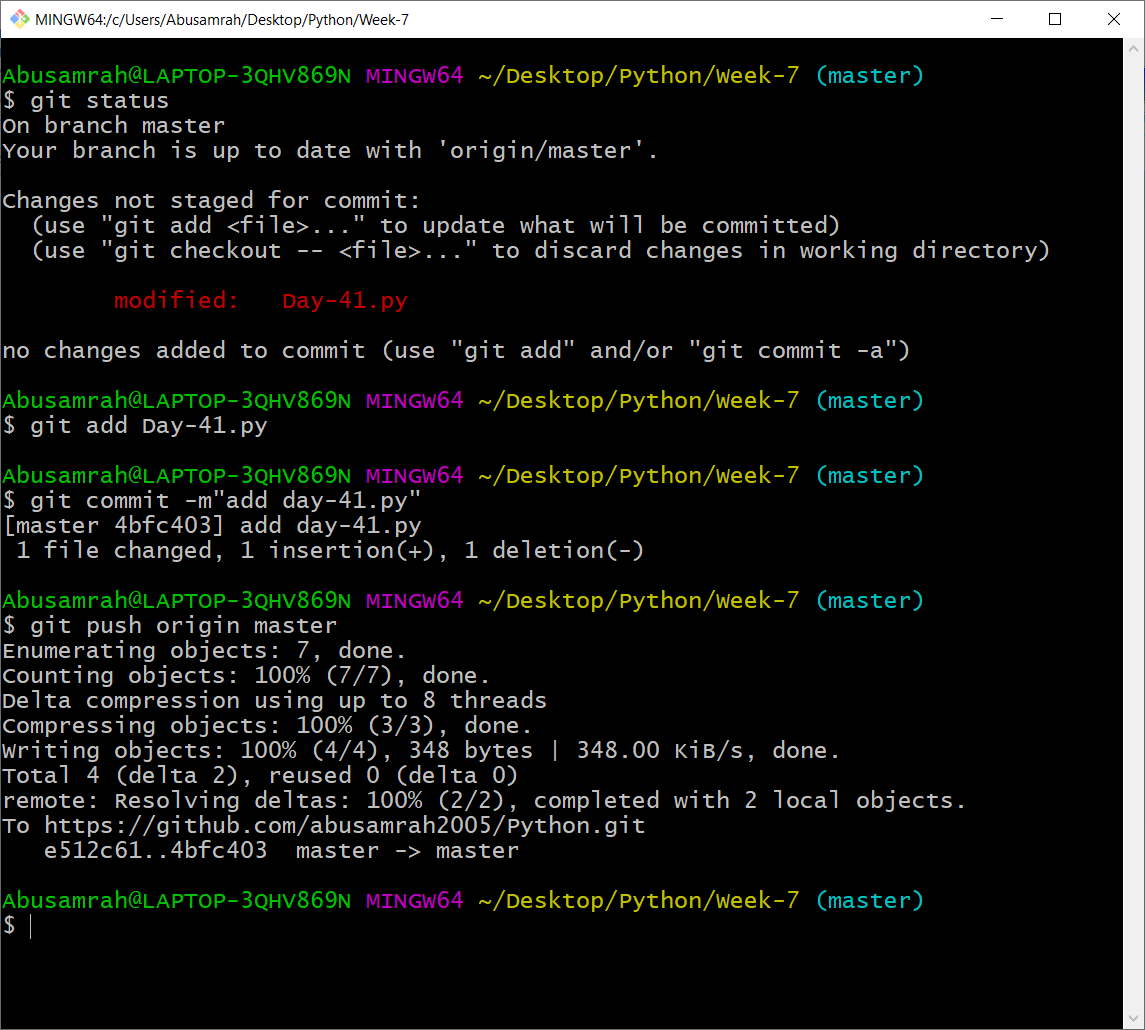 MINGW64:/c/Users/Abusamrah/Desktop/Python/Week-7
Abusamrah@LAPTOP-3QHV869N MINGW64 ~/Desktop/Python/Week-7 (master)
$ git status
On branch master
Your branch is up to date with 'origin/master'.
Changes not staged for commit:
  (use "git add <file>..." to update what will be committed)
  (use "git checkout -- <file>..." to discard changes in working directory)
        modified:   Day-41.py
no changes added to commit (use "git add" and/or "git commit -a")
Abusamrah@LAPTOP-3QHV869N MINGW64 ~/Desktop/Python/Week-7 (master)
$ git add Day-41.py
Abusamrah@LAPTOP-3QHV869N MINGW64 ~/Desktop/Python/Week-7 (master)
$ git commit -m"add day-41.py"
[master 4bfc403] add day-41.py
 1 file changed, 1 insertion(+), 1 deletion(-)
Abusamrah@LAPTOP-3QHV869N MINGW64 ~/Desktop/Python/Week-7 (master)
$ git push origin master
Enumerating objects: 7, done.
Counting objects: 100% (7/7), done.
Delta compression using up to 8 threads
Compressing objects: 100% (3/3), done.
Writing objects: 100% (4/4), 348 bytes | 348.00 KiB/s, done.
Total 4 (delta 2), reused 0 (delta 0)
remote: Resolving deltas: 100% (2/2), completed with 2 local objects.
To https://github.com/abusamrah2005/Python.git
   e512c61..4bfc403  master -> master
Abusamrah@LAPTOP-3QHV869N MINGW64 ~/Desktop/Python/Week-7 (master)
$